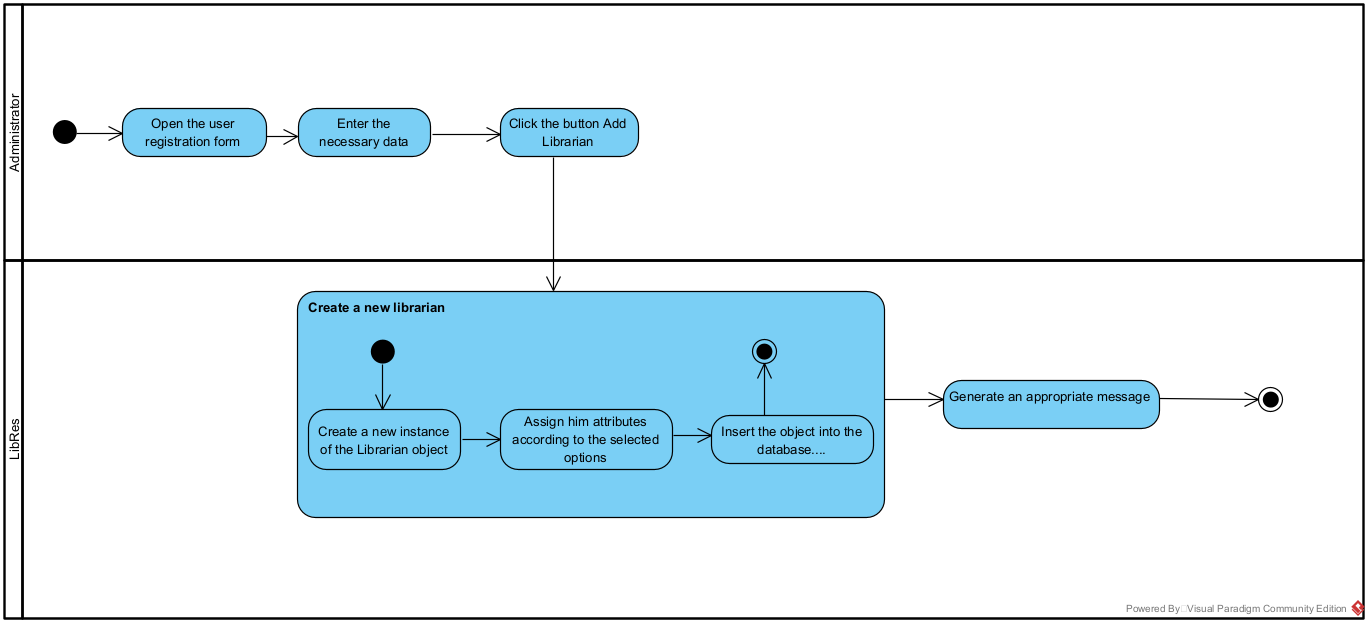 Administrator
Open the user
registration form
Enter the
necessary data
Click the button Add
Librarian
LibRes
Create a new librarian
Create a new instance
of the Librarian object
Assign him attributes
according to the selected
options
Insert the object into the
database....
Generate an appropriate message
Powered By Visual Paradigm Community Edition